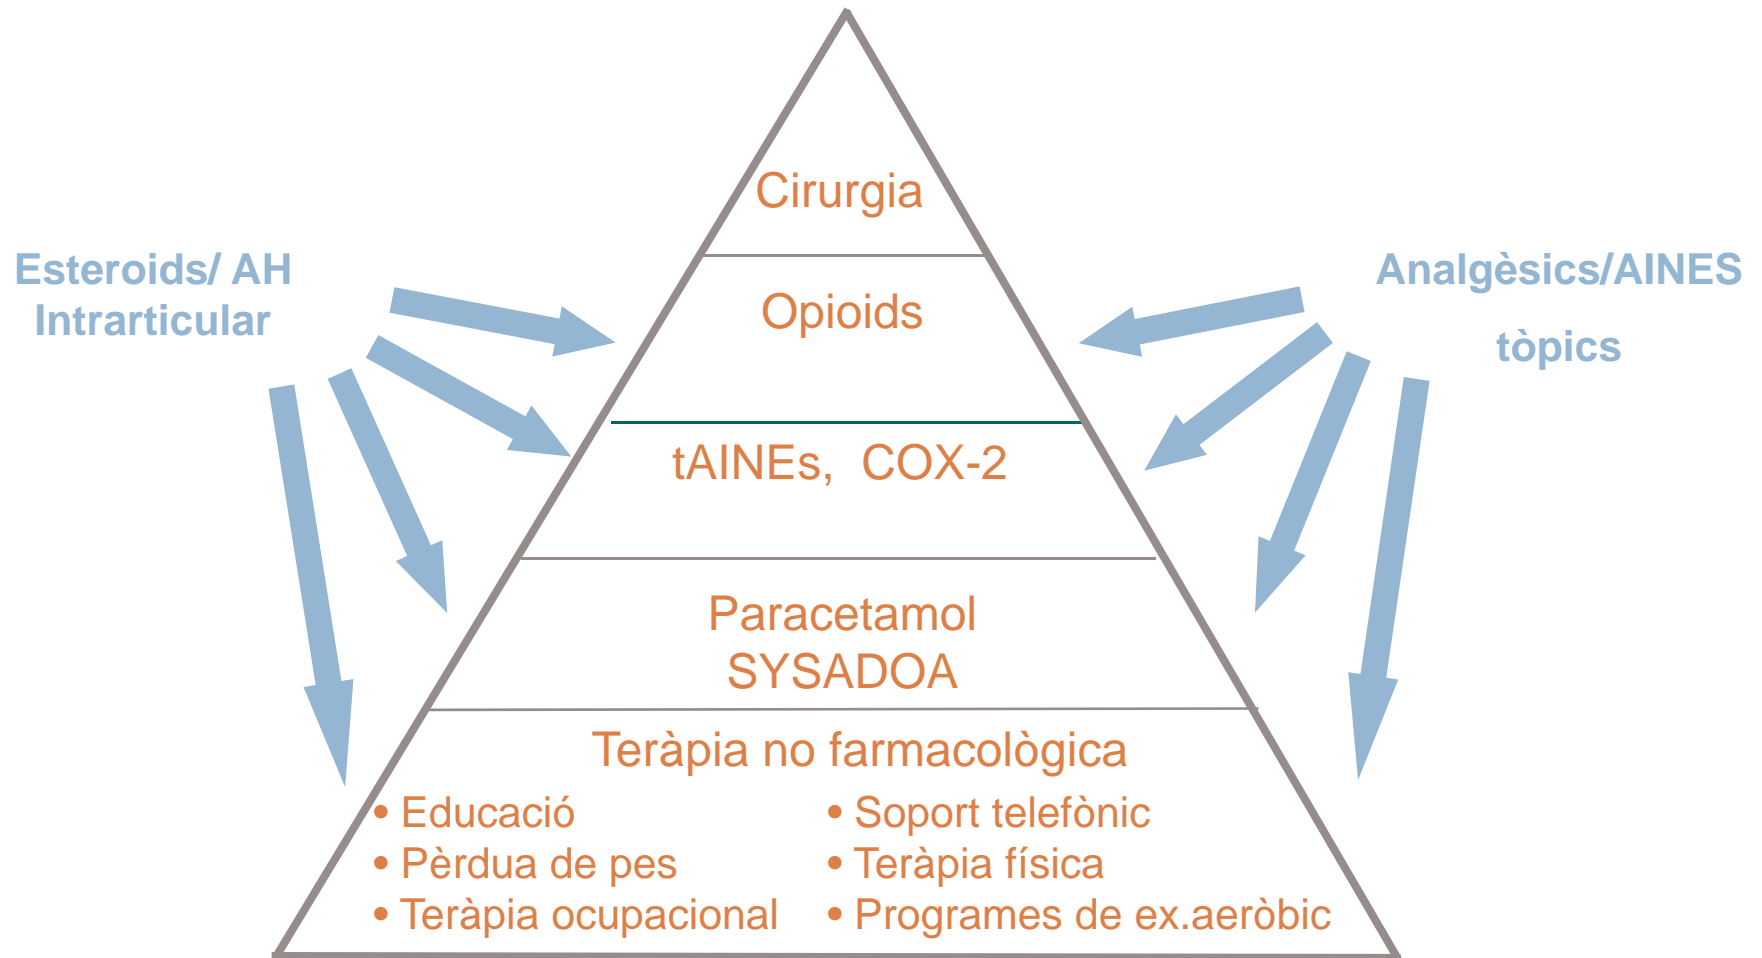 Cirurgia
Esteroids/ AH
Intrarticular
Analgèsics/AINES
tòpics
Opioids
tAINEs, COX-2
Paracetamol
SYSADOA
Teràpia no farmacològica
• Educació
• Pèrdua de pes
• Teràpia ocupacional
• Soport telefònic
• Teràpia física
• Programes de ex.aeròbic